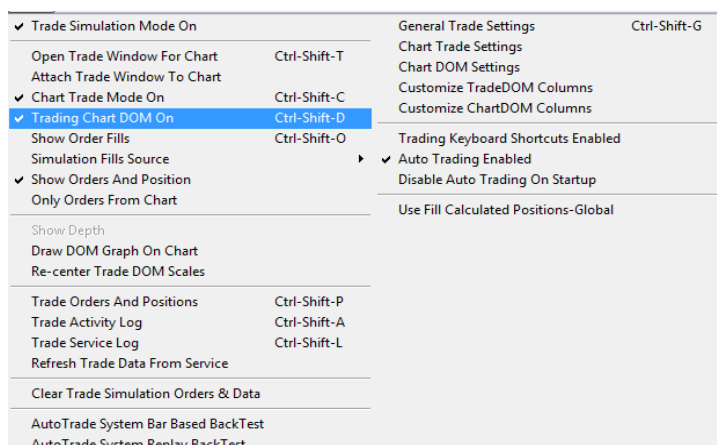 Trade Simulation Mode On
Open Trade Window For Chart Ctrl-Shift-T
Attach Trade Window To Chart
Chart Trade Mode On Ctrl-Shift-C
Trading Chart DOM On Ctrl-Shift-D
Show Order Fills Ctrl-Shift-O
Simulation Fills Source
Show Orders And Position
Only Orders From Chart
Show Depth
Draw DOM Graph On Chart
Re-center Trade DOM Scales
Trade Orders And Positions Ctrl-Shift-P
Trade Activity Log Ctrl-Shift-A
Trade Service Log Ctrl-Shift-L
Refresh Trade Data From Service
Clear Trade Simulation Orders & Data
AutoTrade System Bar Based BackTest
AutoTrade System Replay BackTest
General Trade Settings Ctrl-Shift-G
Chart Trade Settings
Chart DOM Settings
Customize TradeDOM Columns
Customize ChartDOM Columns
Trading Keyboard Shortcuts Enabled
Auto Trading Enabled
Disable Auto Trading On Startup
Use Fill Calculated Positions-Global